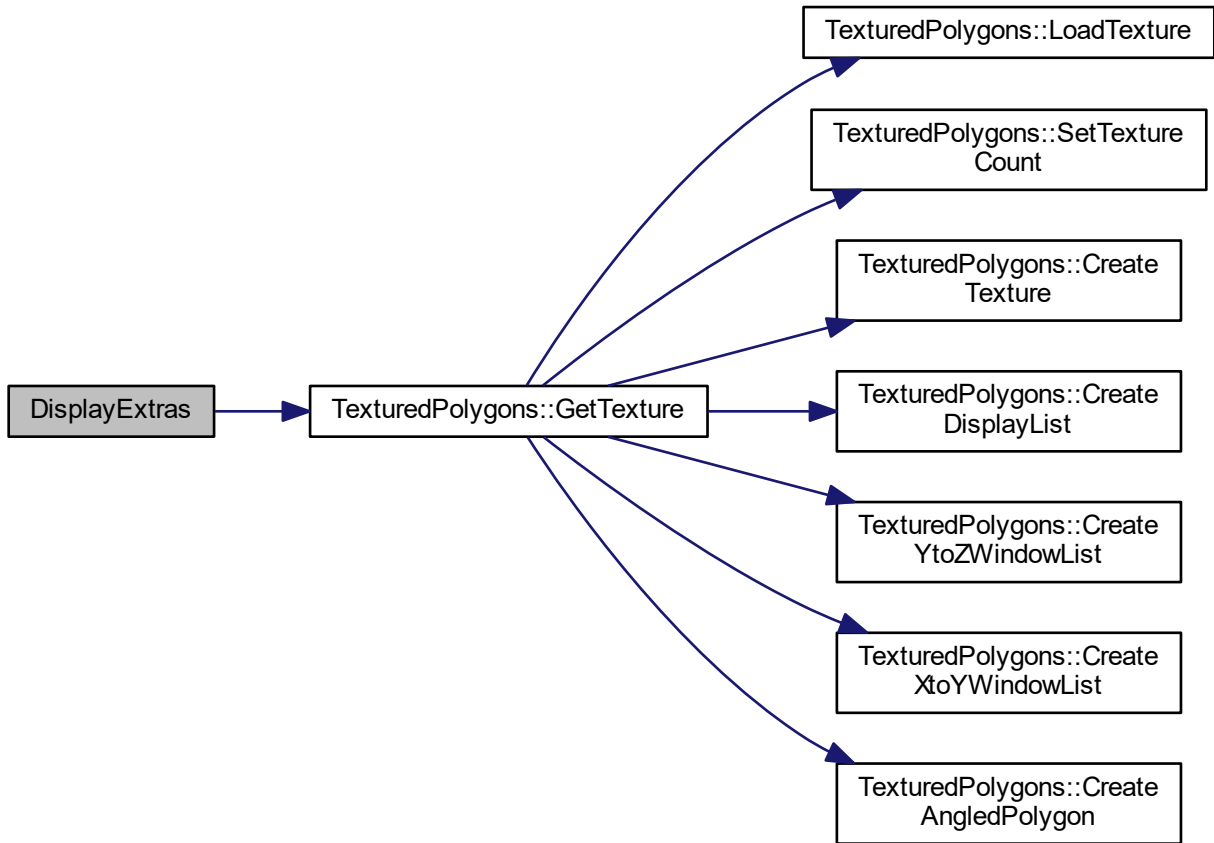 TexturedPolygons::LoadTexture
TexturedPolygons::SetTexture
Count
TexturedPolygons::Create
Texture
DisplayExtras
TexturedPolygons::GetTexture
TexturedPolygons::Create
DisplayList
TexturedPolygons::Create
YtoZWindowList
TexturedPolygons::Create
XtoYWindowList
TexturedPolygons::Create
AngledPolygon